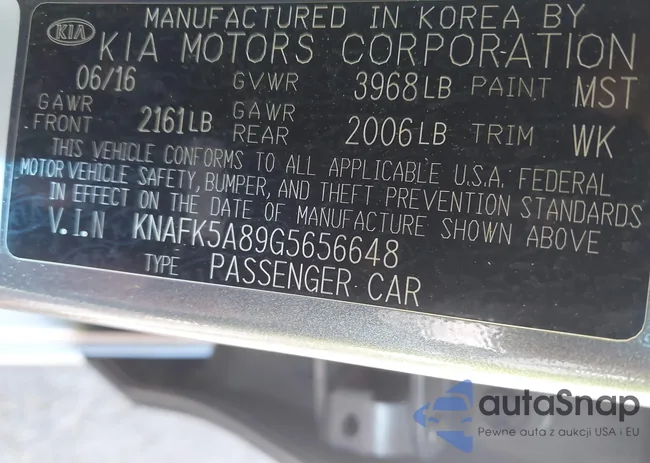 KIA
MANUFACTURED IN KOREA BY
KIA MOTORS CORPORATION
06/16 GVWR 3968LB PAINT MST
GAWR FRONT 2161LB GAWR REAR 2006LB TRIM WK
THIS VEHICLE CONFORMS TO ALL APPLICABLE U.S.A. FEDERAL
MOTOR VEHICLE SAFETY, BUMPER, AND THEFT PREVENTION STANDARDS
IN EFFECT ON THE DATE OF MANUFACTURE SHOWN ABOVE
V.I.N KNAFK5A89G5656648
TYPE PASSENGER CAR
autaSnap
Pewne auta z aukcji USA i EU